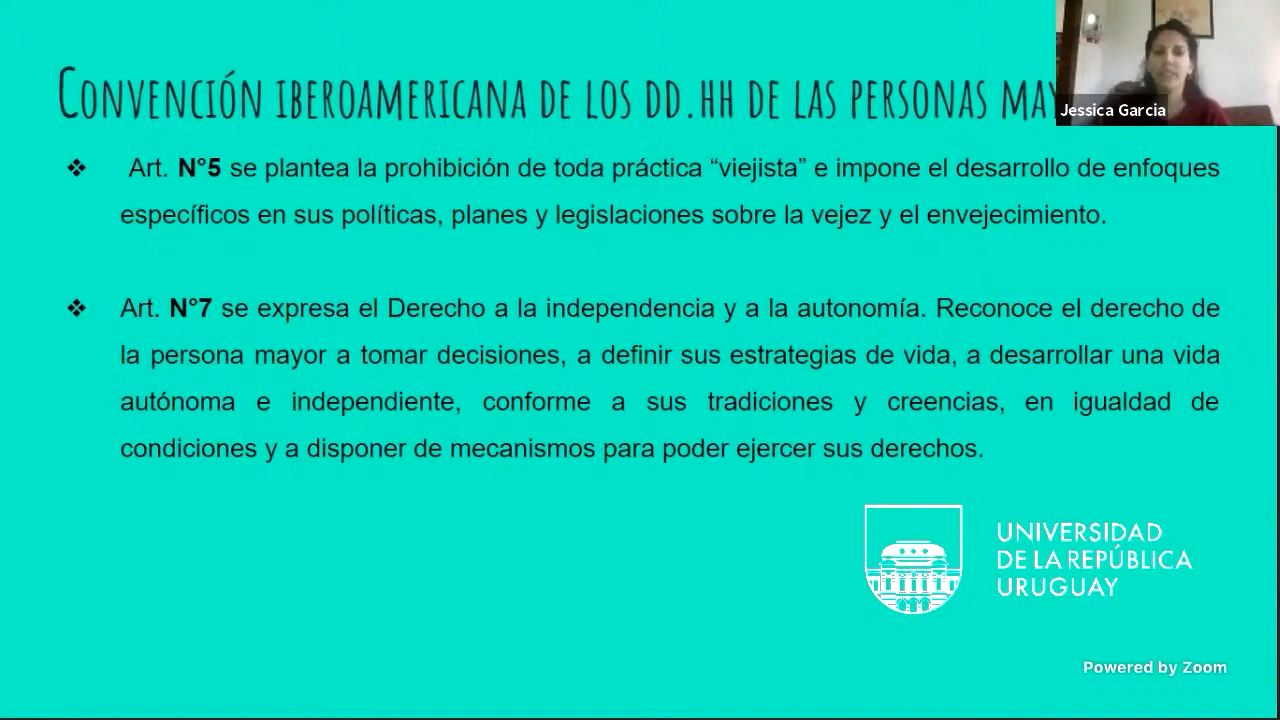 Convención iberoamericana de los dd.hh de las personas may
Jessica Garcia
❖ Art. N°5 se plantea la prohibición de toda práctica “viejista” e impone el desarrollo de enfoques
específicos en sus políticas, planes y legislaciones sobre la vejez y el envejecimiento.
❖ Art. N°7 se expresa el Derecho a la independencia y a la autonomía. Reconoce el derecho de
la persona mayor a tomar decisiones, a definir sus estrategias de vida, a desarrollar una vida
autónoma e independiente, conforme a sus tradiciones y creencias, en igualdad de
condiciones y a disponer de mecanismos para poder ejercer sus derechos.
UNIVERSIDAD
DE LA REPÚBLICA
URUGUAY
Powered by Zoom